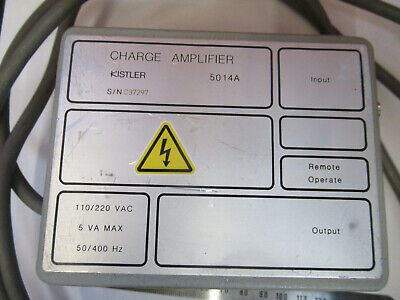 CHARGE AMPLIFIER
KISTLER 5014A
S/N C37297
Input
Remote
Operate
110/220 VAC
5 VA MAX
50/400 Hz
Output